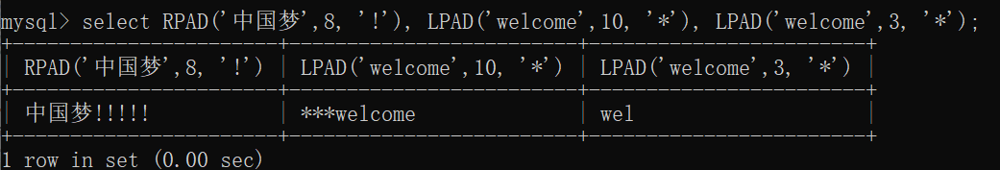 mysql> select RPAD('中国梦',8, '!'), LPAD('welcome',10, '*'), LPAD('welcome',3, '*');
+-----------------------+-------------------------+------------------------+
| RPAD('中国梦',8, '!') | LPAD('welcome',10, '*') | LPAD('welcome',3, '*') |
+-----------------------+-------------------------+------------------------+
| 中国梦!!!!! | ***welcome | wel |
+-----------------------+-------------------------+------------------------+
1 row in set (0.00 sec)